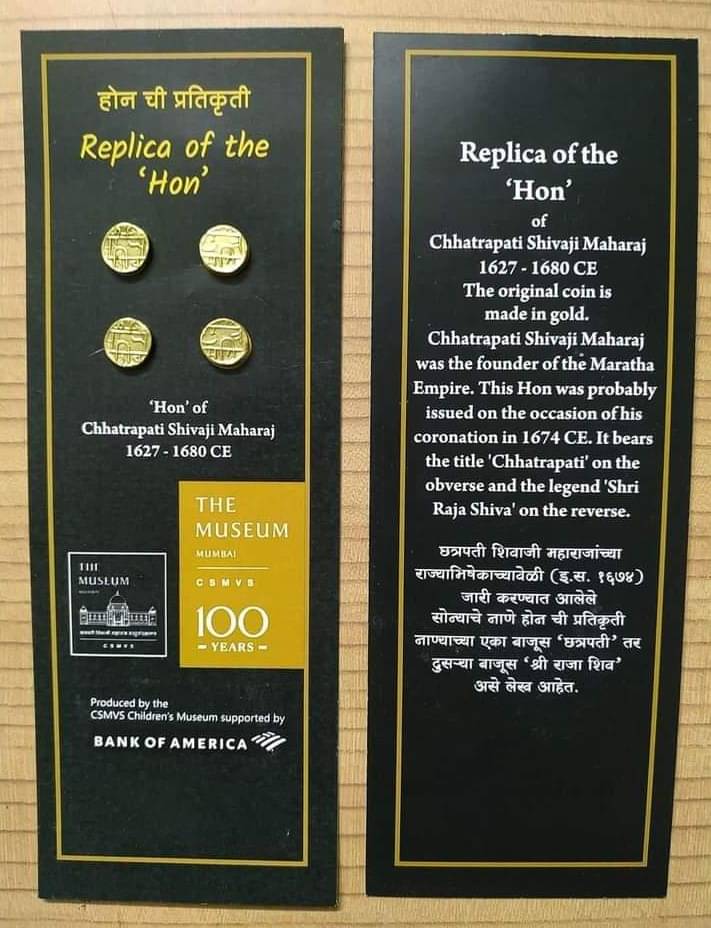 होन ची प्रतिकृती
Replica of the
'Hon'
'Hon' of
Chhatrapati Shivaji Maharaj
1627 - 1680 CE
THE
MUSEUM
MUMBAI
CSMVS
100
- YEARS -
THE
MUSEUM
CSMVS
Produced by the
CSMVS Children's Museum supported by
BANK OF AMERICA
Replica of the
'Hon'
of
Chhatrapati Shivaji Maharaj
1627 - 1680 CE
The original coin is
made in gold.
Chhatrapati Shivaji Maharaj
was the founder of the Maratha
Empire. This Hon was probably
issued on the occasion of his
coronation in 1674 CE. It bears
the title 'Chhatrapati' on the
obverse and the legend 'Shri
Raja Shiva' on the reverse.
छत्रपती शिवाजी महाराजांच्या
राज्याभिषेकाच्यावेळी (इ.स. १६७४)
जारी करण्यात आलेले
सोन्याचे नाणे होन ची प्रतिकृती
नाण्याच्या एका बाजूस 'छत्रपती' तर
दुसऱ्या बाजूस 'श्री राजा शिव'
असे लेख आहेत.